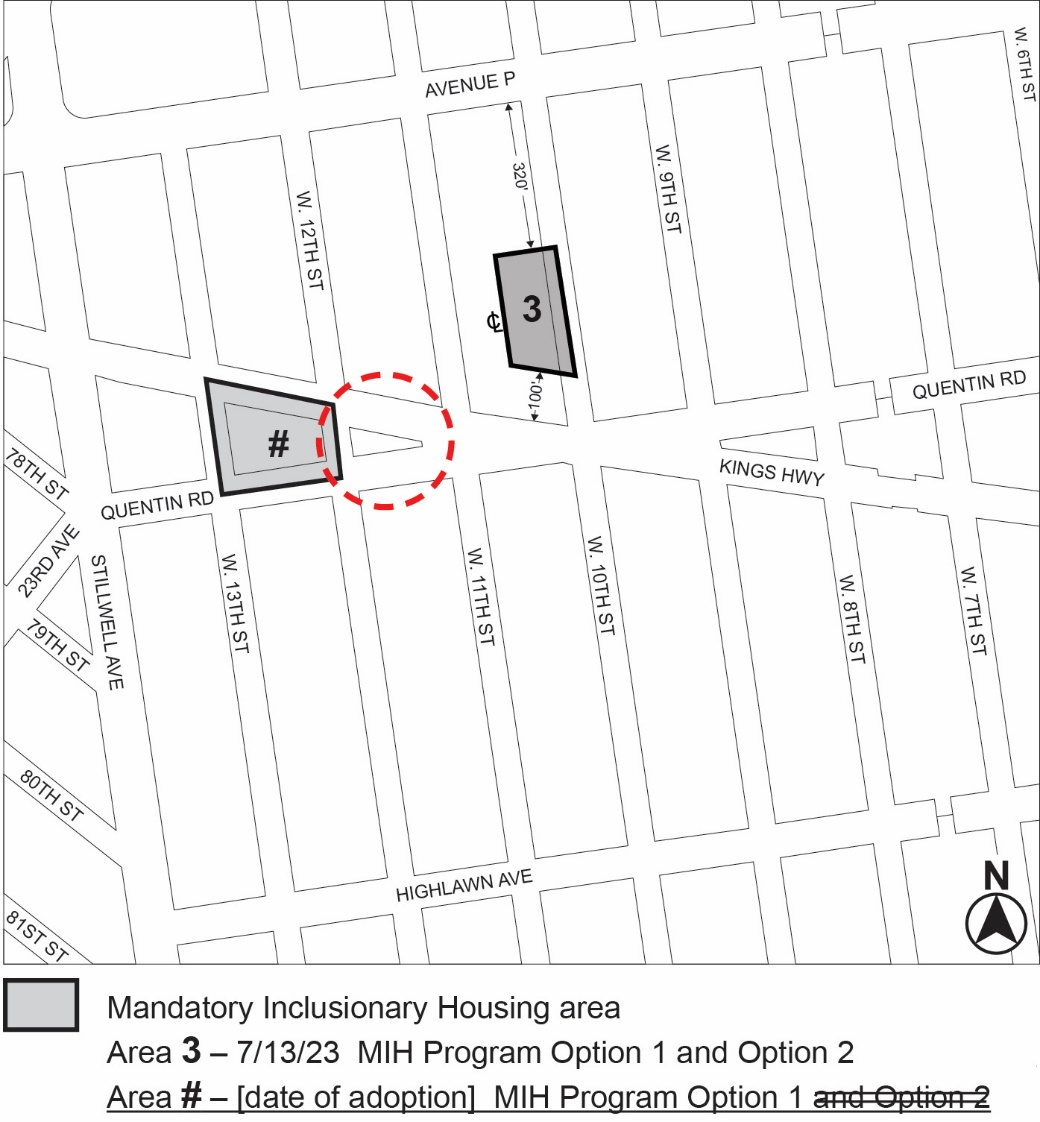 AVENUE P
W. 6TH ST
320'
W. 9TH ST
W. 12TH ST
3
℄
100'
QUENTIN RD
#
KINGS HWY
78TH ST
QUENTIN RD
23RD AVE
STILLWELL AVE
W. 13TH ST
W. 11TH ST
W. 10TH ST
W. 8TH ST
W. 7TH ST
79TH ST
80TH ST
HIGHLAWN AVE
N
81ST ST
Mandatory Inclusionary Housing area
Area 3 – 7/13/23 MIH Program Option 1 and Option 2
Area # – [date of adoption] MIH Program Option 1 and Option 2